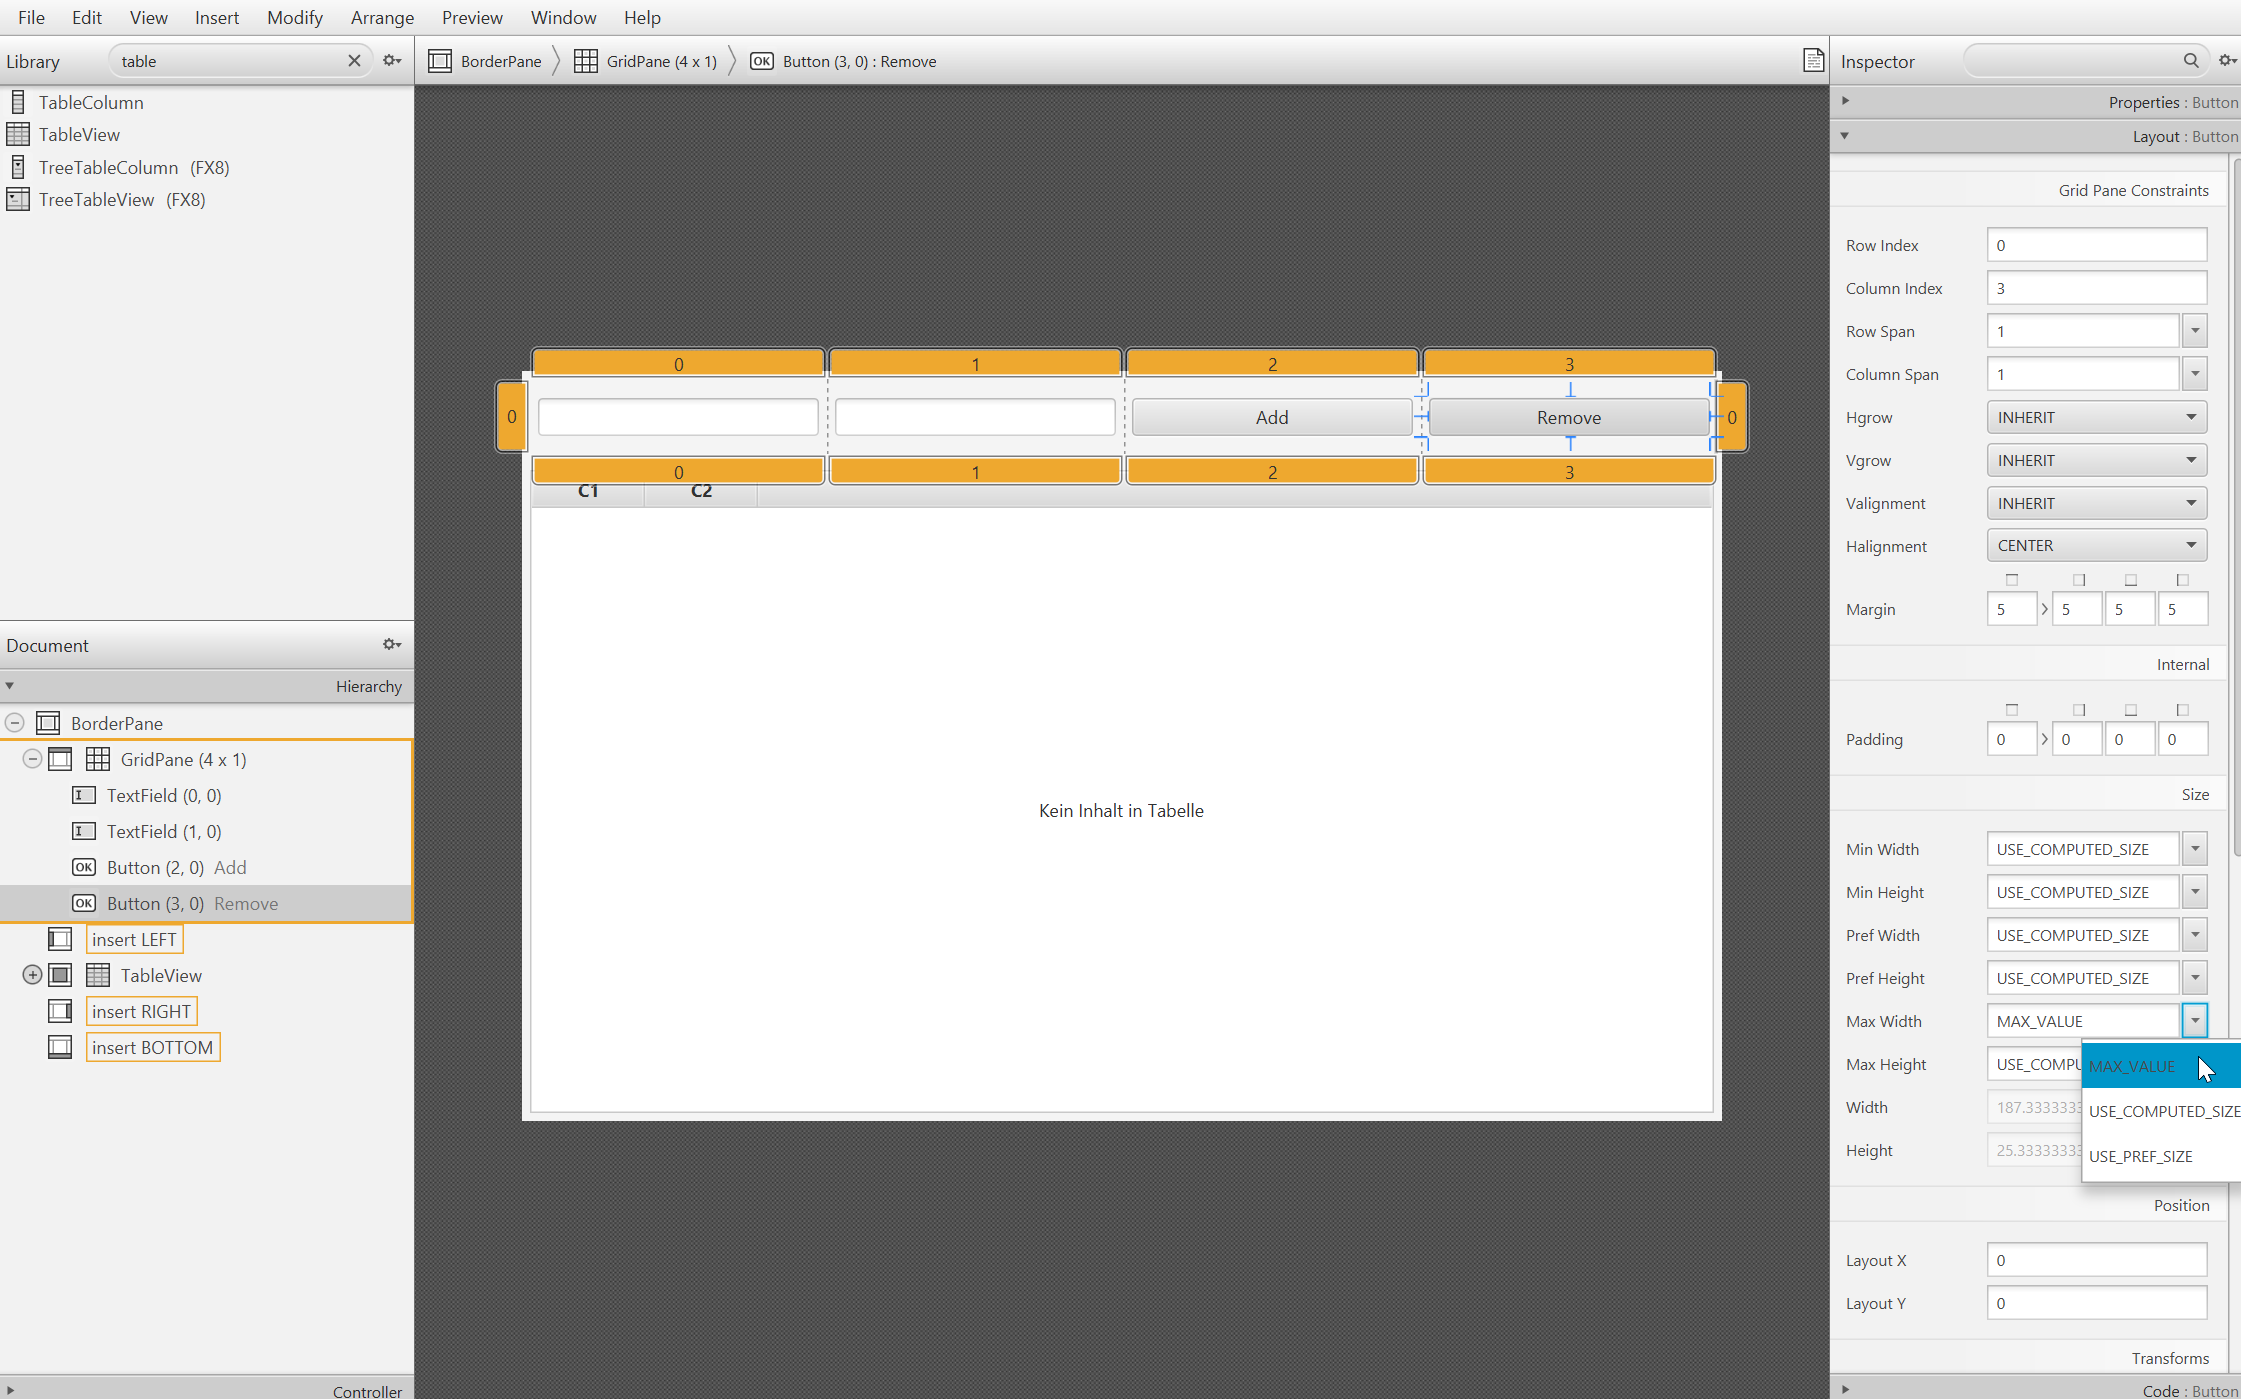 File Edit View Insert Modify Arrange Preview Window Help
Library table
TableColumn
TableView
TreeTableColumn (FX8)
TreeTableView (FX8)
Document
Hierarchy
BorderPane
GridPane (4 x 1)
TextField (0, 0)
TextField (1, 0)
Button (2, 0) Add
Button (3, 0) Remove
insert LEFT
TableView
insert RIGHT
insert BOTTOM
Controller
BorderPane GridPane (4 x 1) OK Button (3, 0) : Remove
0 1 2 3
0 Add Remove 0
0 1 2 3
C1 C2
Kein Inhalt in Tabelle
Inspector
Properties : Button
Layout : Button
Grid Pane Constraints
Row Index 0
Column Index 3
Row Span 1
Column Span 1
Hgrow INHERIT
Vgrow INHERIT
Valignment INHERIT
Halignment CENTER
Margin 5 5 5 5
Internal
Padding 0 0 0 0
Size
Min Width USE_COMPUTED_SIZE
Min Height USE_COMPUTED_SIZE
Pref Width USE_COMPUTED_SIZE
Pref Height USE_COMPUTED_SIZE
Max Width MAX_VALUE
Max Height USE_COMPU
MAX_VALUE
Width 187.3333333
USE_COMPUTED_SIZE
Height 25.33333333
USE_PREF_SIZE
Position
Layout X 0
Layout Y 0
Transforms
Code : Button